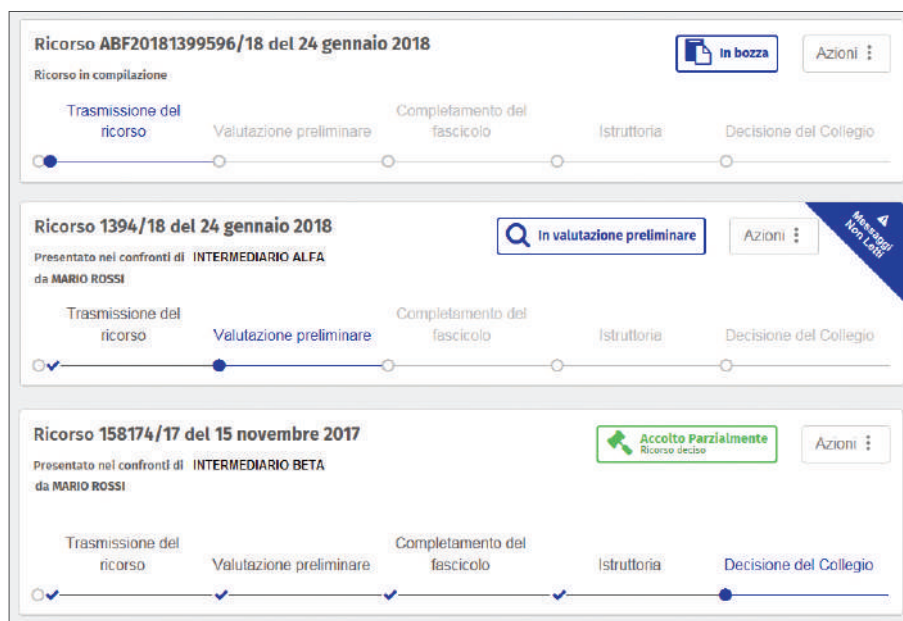 Ricorso ABF20181399596/18 del 24 gennaio 2018
In bozza
Azioni
Ricorso in compilazione
Trasmissione del
ricorso
Valutazione preliminare
Completamento del
fascicolo
Istruttoria
Decisione del Collegio
Ricorso 1394/18 del 24 gennaio 2018
In valutazione preliminare
Azioni
Messaggi
Non Letti
Presentato nei confronti di INTERMEDIARIO ALFA
da MARIO ROSSI
Trasmissione del
ricorso
Valutazione preliminare
Completamento del
fascicolo
Istruttoria
Decisione del Collegio
Ricorso 158174/17 del 15 novembre 2017
Accolto Parzialmente
Ricorso deciso
Azioni
Presentato nei confronti di INTERMEDIARIO BETA
da MARIO ROSSI
Trasmissione del
ricorso
Valutazione preliminare
Completamento del
fascicolo
Istruttoria
Decisione del Collegio